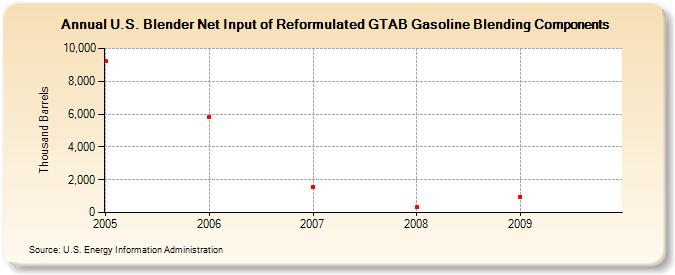 Annual U.S. Blender Net Input of Reformulated GTAB Gasoline Blending Components
Thousand Barrels
10,000
8,000
6,000
4,000
2,000
0
2005 2006 2007 2008 2009
Source: U.S. Energy Information Administration